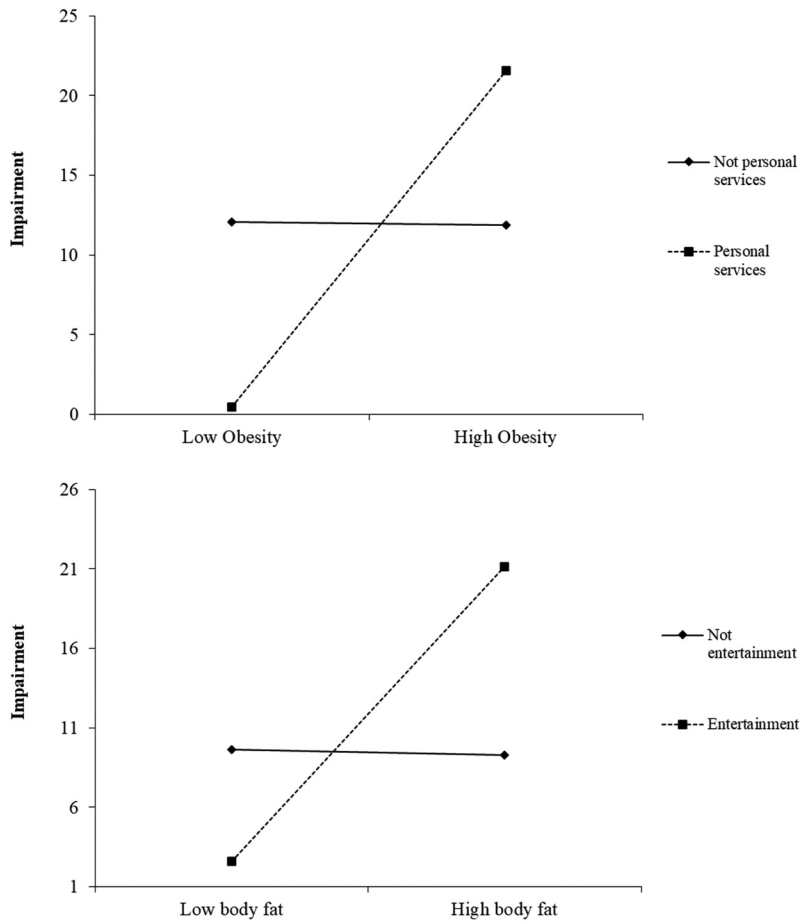 25
20
15
10
5
0
Impairment
Low Obesity
High Obesity
Not personal
services
Personal
services
26
21
16
11
6
1
Impairment
Low body fat
High body fat
Not
entertainment
Entertainment